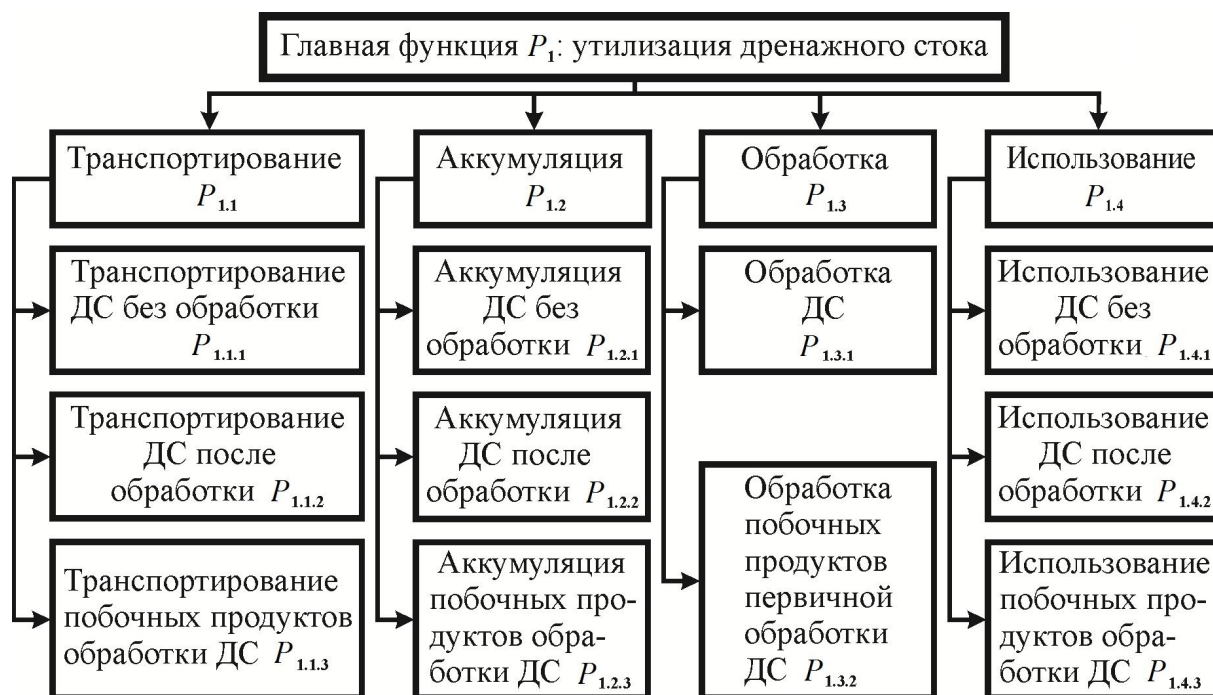 Главная функция P1: утилизация дренажного стока
Транспортирование
P1.1
Транспортирование
ДС без обработки
P1.1.1
Транспортирование
ДС после
обработки P1.1.2
Транспортирование
побочных продуктов
обработки ДС P1.1.3
Аккумуляция
P1.2
Аккумуляция
ДС без
обработки P1.2.1
Аккумуляция
ДС после
обработки P1.2.2
Аккумуляция
побочных про-
дуктов обра-
ботки ДС P1.2.3
Обработка
P1.3
Обработка
ДС
P1.3.1
Обработка
побочных
продуктов
первичной
обработки
ДС P1.3.2
Использование
P1.4
Использование
ДС без
обработки P1.4.1
Использование
ДС после
обработки P1.4.2
Использование
побочных про-
дуктов обра-
ботки ДС P1.4.3